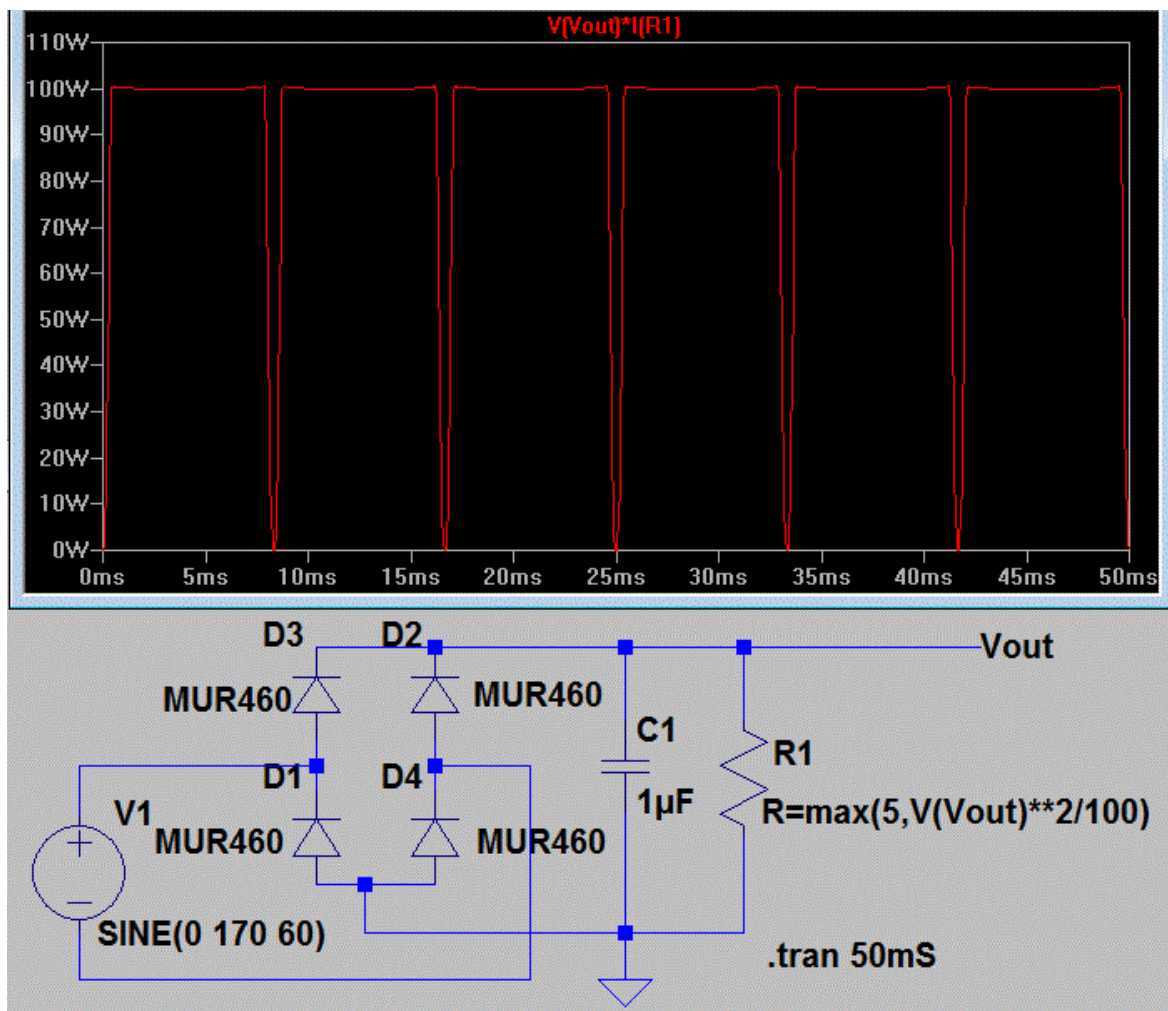 V(Vout)*I(R1)
110W
100W
90W
80W
70W
60W
50W
40W
30W
20W
10W
0W
0ms 5ms 10ms 15ms 20ms 25ms 30ms 35ms 40ms 45ms 50ms
D3 D2
Vout
MUR460 MUR460
C1
R1
D1 D4
1µF
R=max(5,V(Vout)**2/100)
V1
MUR460 MUR460
SINE(0 170 60)
.tran 50mS